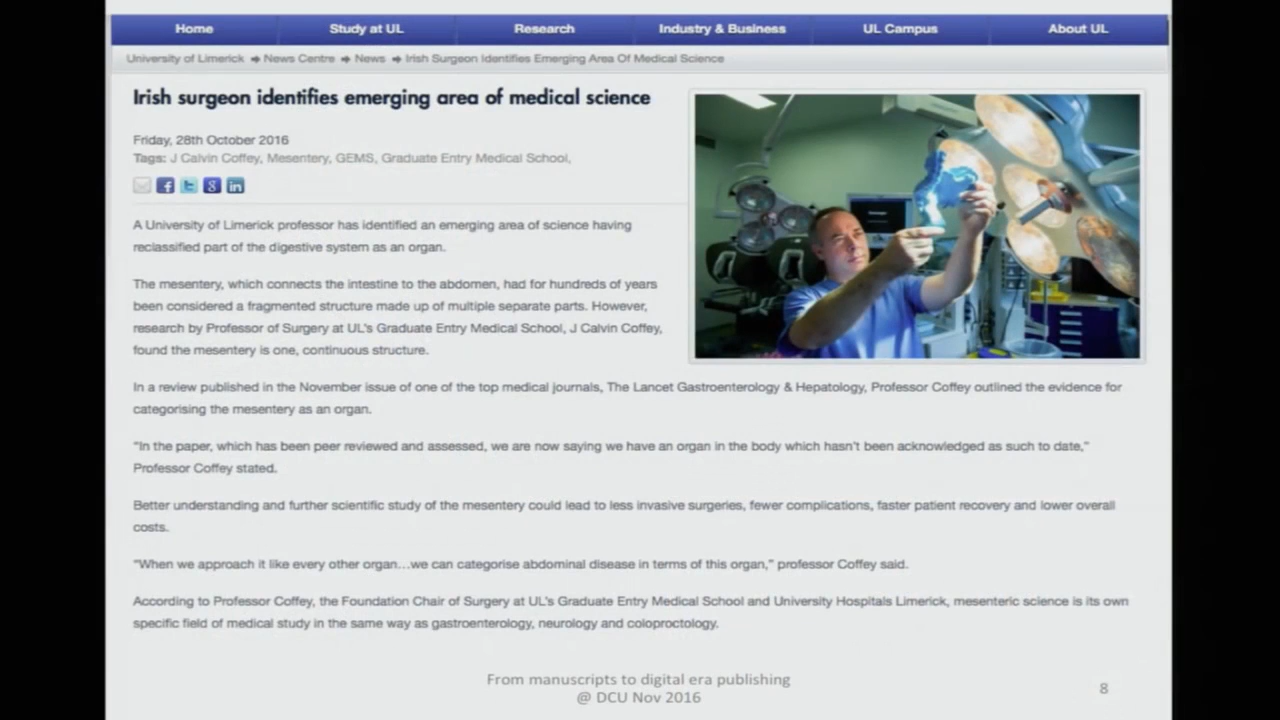 Home Study at UL Research Industry & Business UL Campus About UL
University of Limerick → News Centre → News → Irish Surgeon Identifies Emerging Area Of Medical Science
Irish surgeon identifies emerging area of medical science
Friday, 28th October 2016
Tags: J Calvin Coffey, Mesentery, GEMS, Graduate Entry Medical School,
A University of Limerick professor has identified an emerging area of science having
reclassified part of the digestive system as an organ.
The mesentery, which connects the intestine to the abdomen, had for hundreds of years
been considered a fragmented structure made up of multiple separate parts. However,
research by Professor of Surgery at UL's Graduate Entry Medical School, J Calvin Coffey,
found the mesentery is one, continuous structure.
In a review published in the November issue of one of the top medical journals, The Lancet Gastroenterology & Hepatology, Professor Coffey outlined the evidence for
categorising the mesentery as an organ.
"In the paper, which has been peer reviewed and assessed, we are now saying we have an organ in the body which hasn't been acknowledged as such to date,"
Professor Coffey stated.
Better understanding and further scientific study of the mesentery could lead to less invasive surgeries, fewer complications, faster patient recovery and lower overall
costs.
"When we approach it like every other organ...we can categorise abdominal disease in terms of this organ," professor Coffey said.
According to Professor Coffey, the Foundation Chair of Surgery at UL's Graduate Entry Medical School and University Hospitals Limerick, mesenteric science is its own
specific field of medical study in the same way as gastroenterology, neurology and coloproctology.
From manuscripts to digital era publishing
@ DCU Nov 2016
8